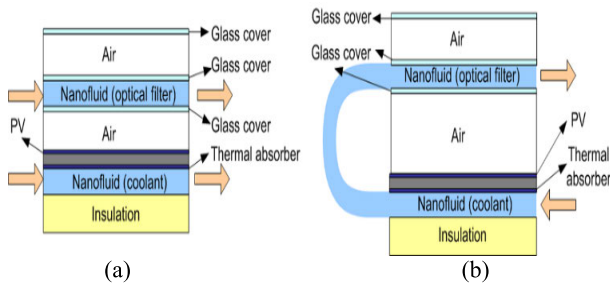 Glass cover
Air
Glass cover
Nanofluid (optical filter)
Glass cover
PV
Air
Thermal absorber
Nanofluid (coolant)
Insulation
(a)
Glass cover
Air
Glass cover
Nanofluid (optical filter)
Air
PV
Thermal
absorber
Nanofluid (coolant)
Insulation
(b)